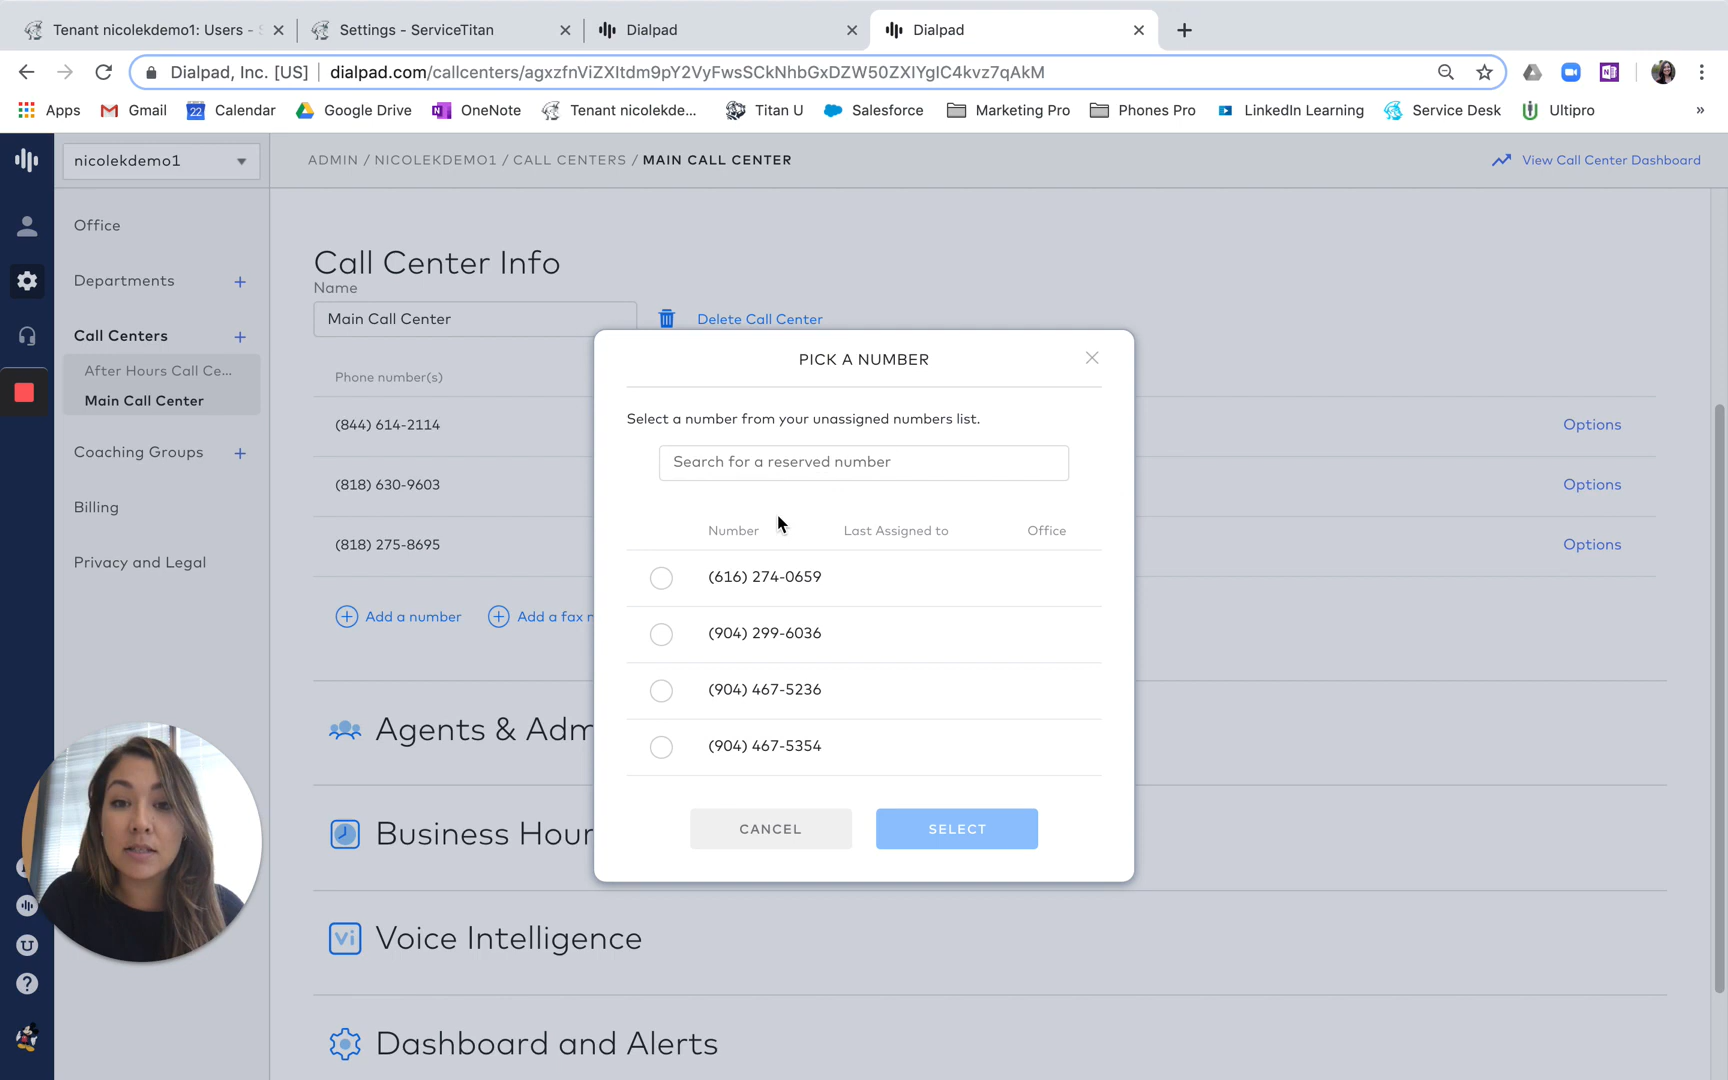 Tenant nicolekdemo1: Users - S
Settings - ServiceTitan
Dialpad
Dialpad
Dialpad, Inc. [US]
dialpad.com/callcenters/agxzfnViZXItdm9pY2VyFwsSCkNhbGxDZW50ZXIYgIC4kvz7qAkM
Apps
Gmail
22
Calendar
Google Drive
OneNote
Tenant nicolekde...
Titan U
Salesforce
Marketing Pro
Phones Pro
LinkedIn Learning
Service Desk
Ultipro
»
nicolekdemo1
ADMIN / NICOLEKDEMO1 / CALL CENTERS / MAIN CALL CENTER
View Call Center Dashboard
Office
Departments
Call Centers
After Hours Call Ce...
Main Call Center
Coaching Groups
Billing
Privacy and Legal
Call Center Info
Name
Main Call Center
Delete Call Center
Phone number(s)
(844) 614-2114
Options
(818) 630-9603
Options
(818) 275-8695
Options
Add a number
Add a fax n
Agents & Adm
Business Hour
vi
Voice Intelligence
Dashboard and Alerts
PICK A NUMBER
Select a number from your unassigned numbers list.
Search for a reserved number
Number
Last Assigned to
Office
(616) 274-0659
(904) 299-6036
(904) 467-5236
(904) 467-5354
CANCEL
SELECT